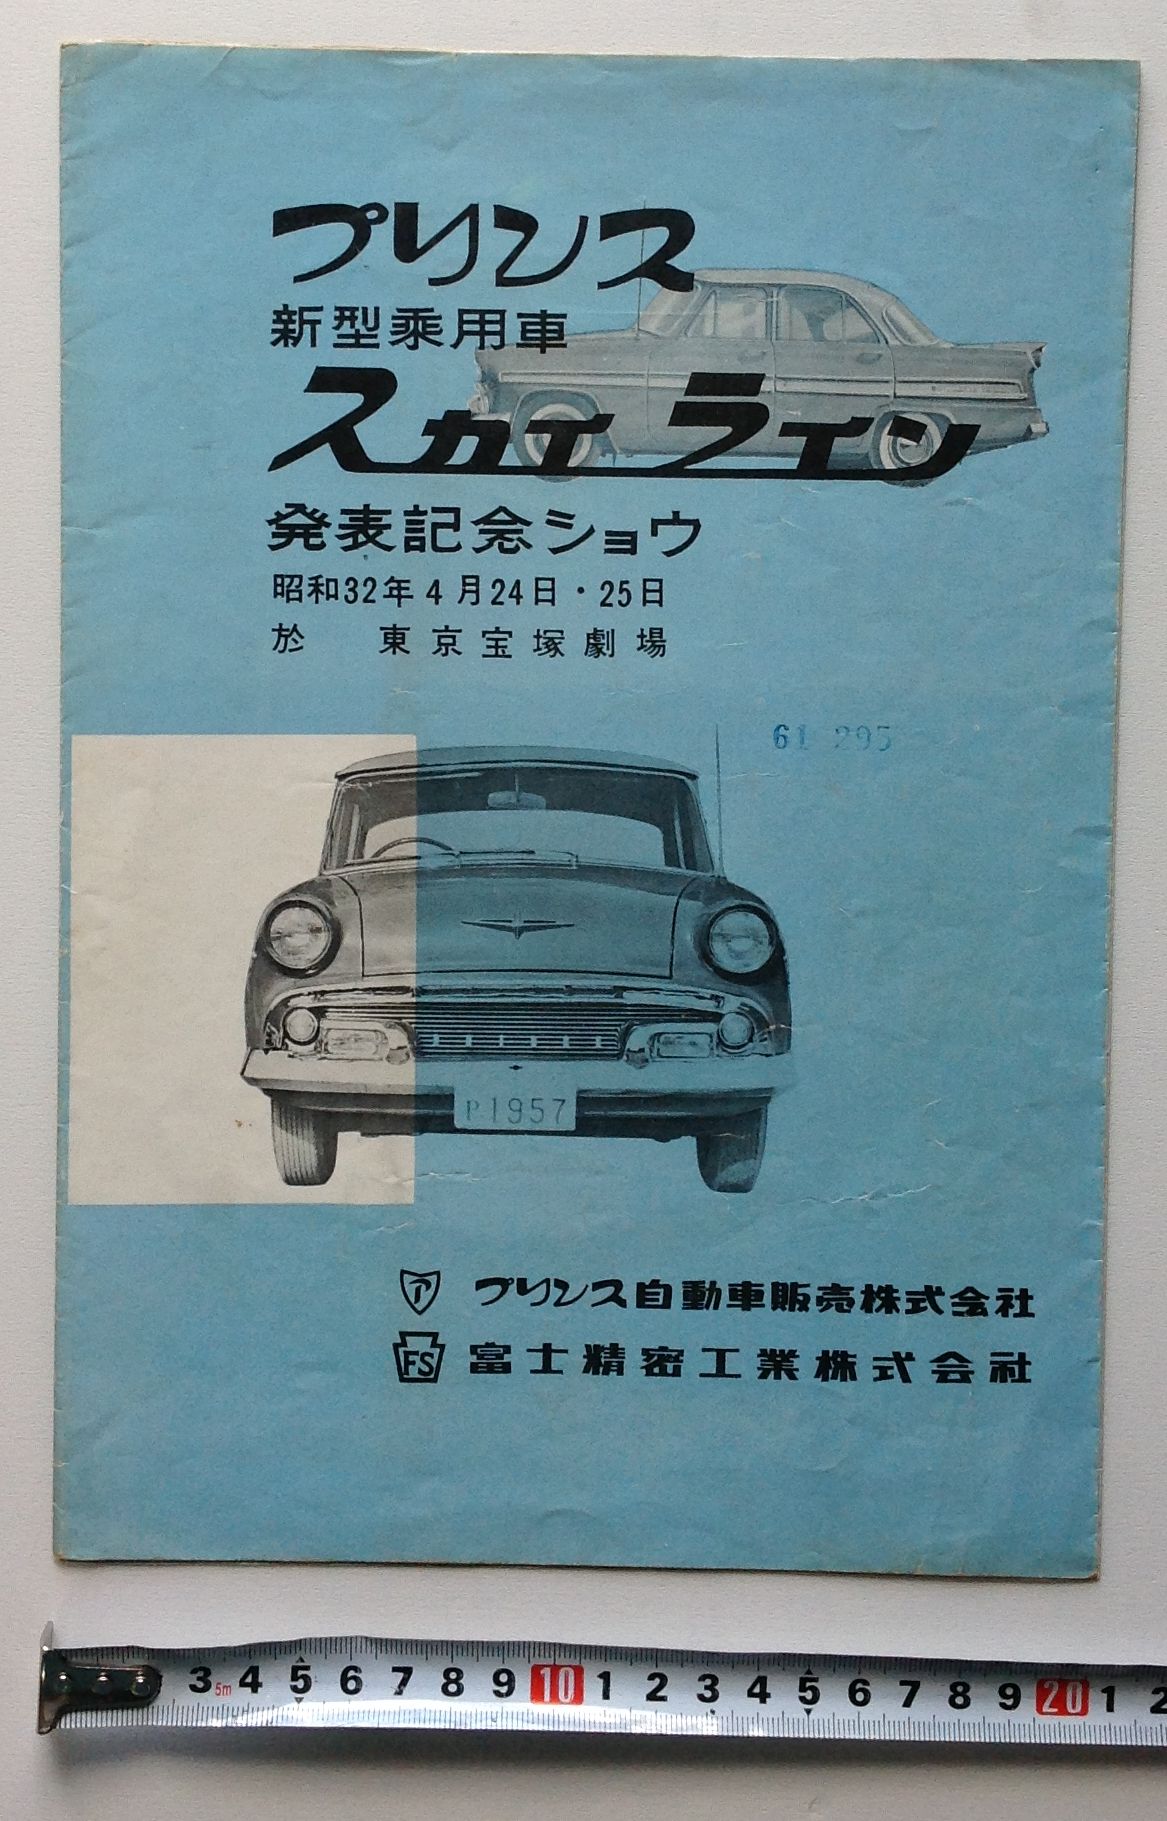 プリンス
新型乗用車
スカイライン
発表記念ショウ
昭和32年4月24日・25日
於 東京宝塚劇場
61 295
P1957
プリンス自動車販売株式会社
FS 富士精密工業株式会社
3 5m 4 5 6 7 8 9 10 1 2 3 4 5 6 7 8 9 20 1 2